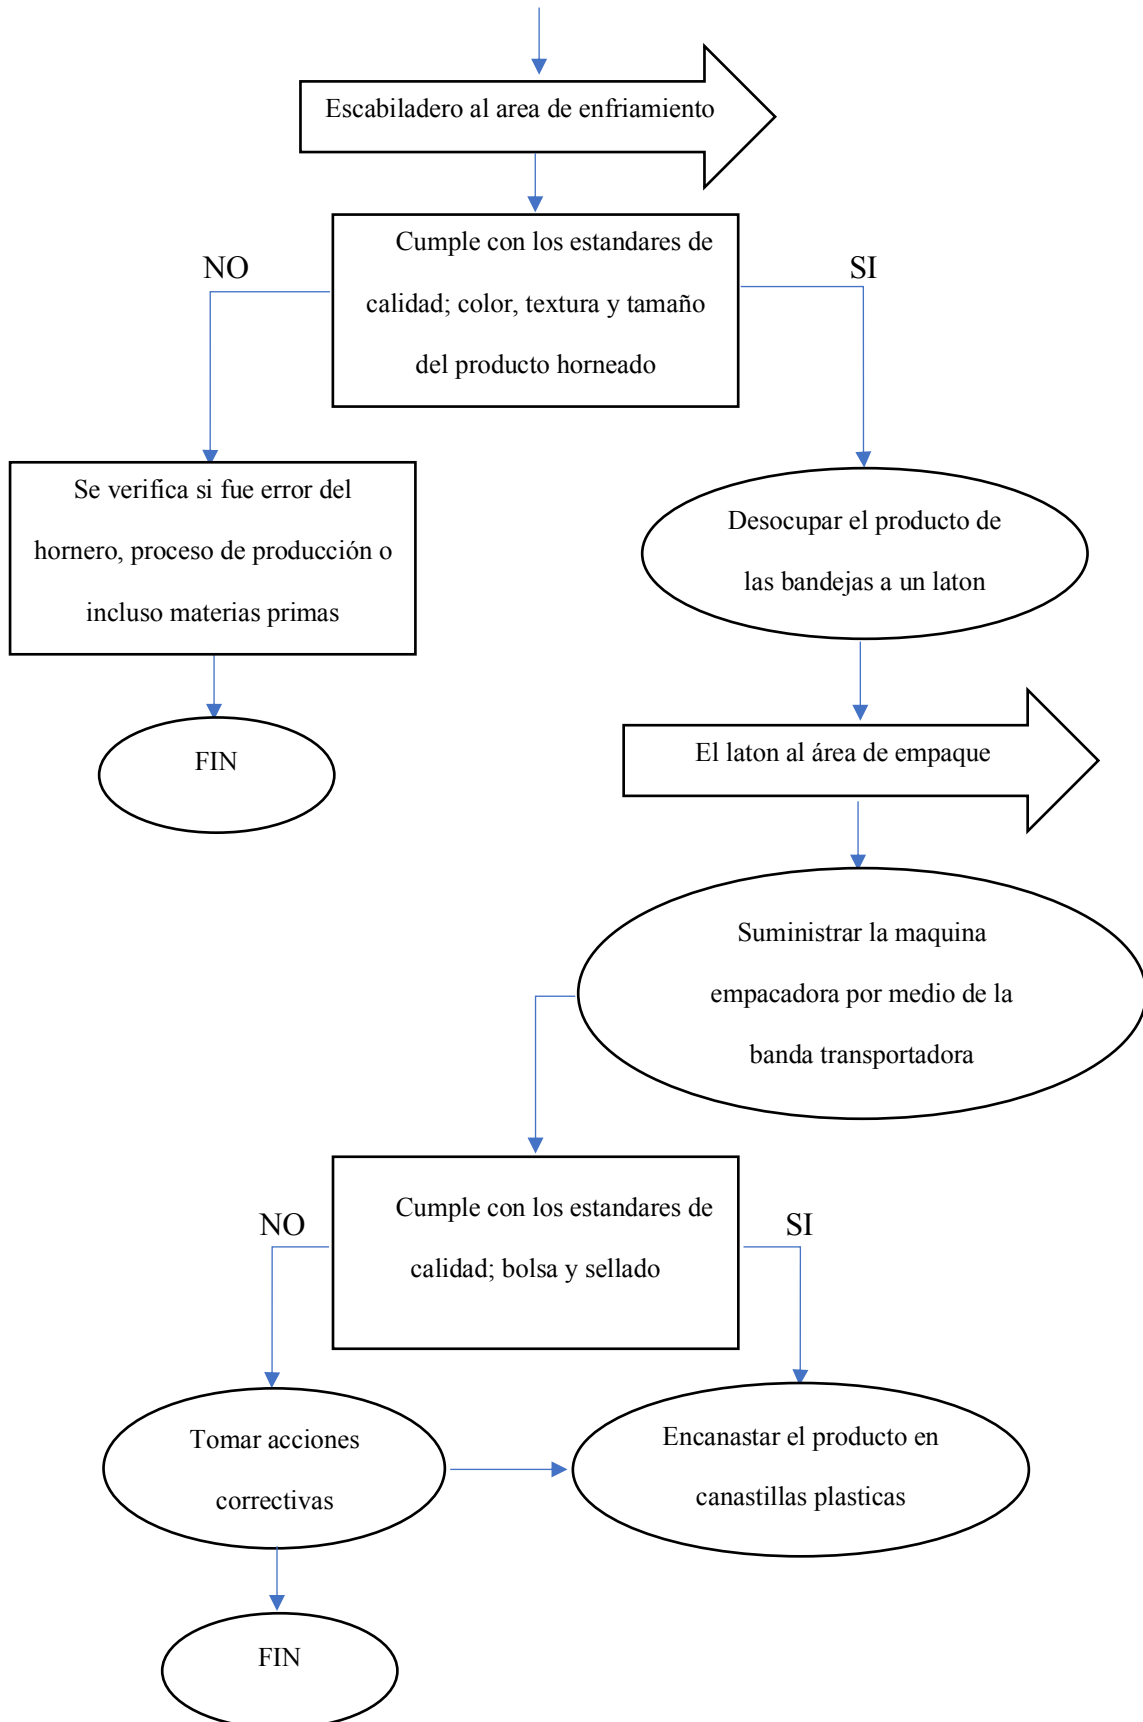 Escabiladero al area de enfriamiento
Cumple con los estandares de
calidad; color, textura y tamaño
del producto horneado
NO
SI
Se verifica si fue error del
hornero, proceso de producción o
incluso materias primas
Desocupar el producto de
las bandejas a un laton
FIN
El laton al área de empaque
Suministrar la maquina
empacadora por medio de la
banda transportadora
Cumple con los estandares de
calidad; bolsa y sellado
NO
SI
Tomar acciones
correctivas
Encanastar el producto en
canastillas plasticas
FIN